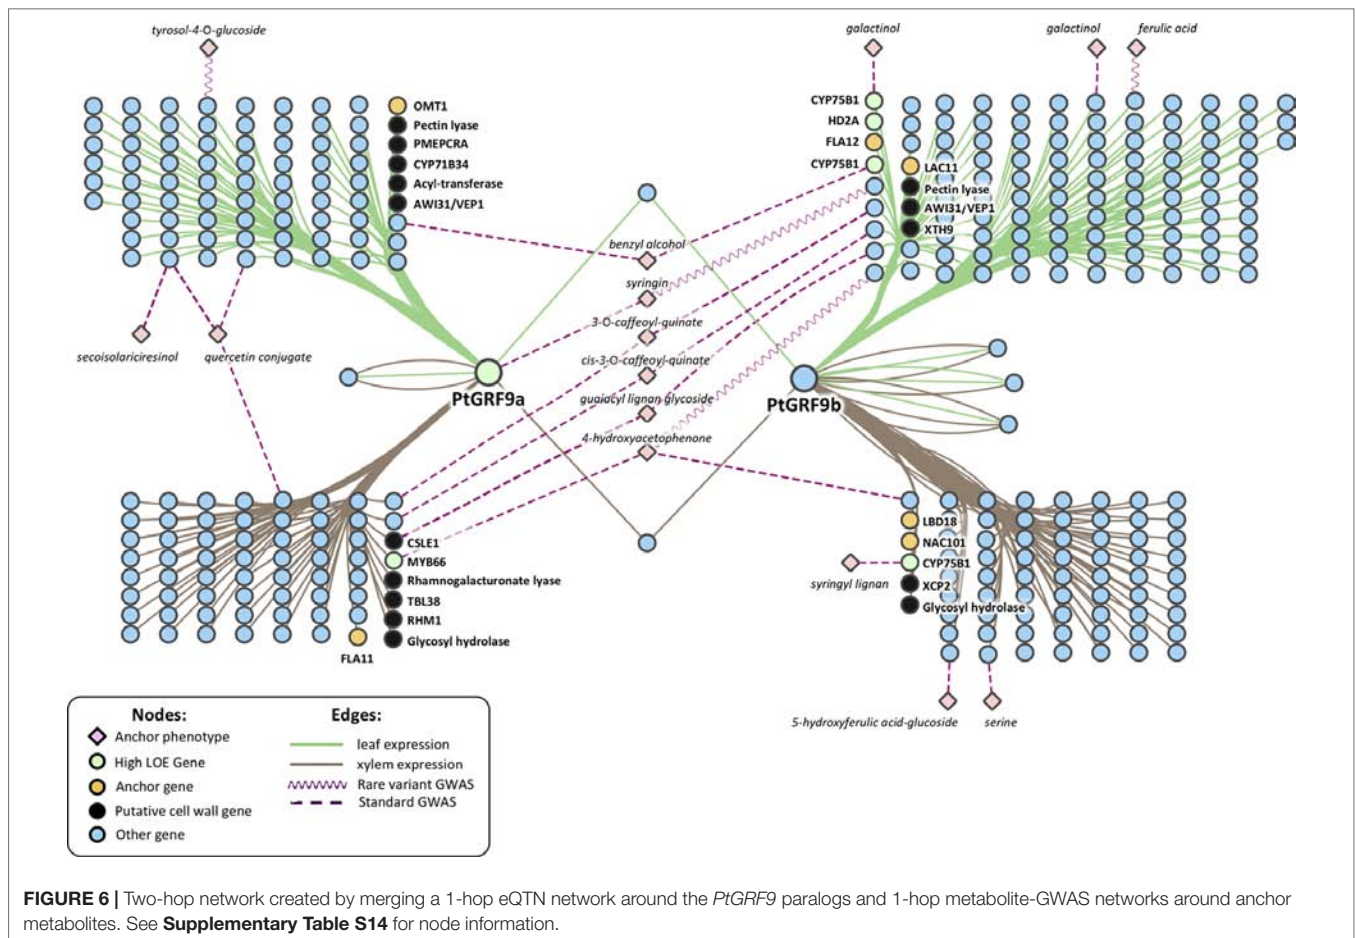 tyrosol-4-O-glucoside
galactinol
galactinol
ferulic acid
OMT1
Pectin lyase
PMEPCRA
CYP71B34
Acyl-transferase
AWI31/VEP1
CYP75B1
HD2A
FLA12
CYP75B1
LAC11
Pectin lyase
AWI31/VEP1
XTH9
benzyl alcohol
syringin
3-O-caffeoyl-quinate
cis-3-O-caffeoyl-quinate
guaiacyl lignan glycoside
4-hydroxyacetophenone
secoisolariciresinol
quercetin conjugate
PtGRF9a
PtGRF9b
CSLE1
MYB66
Rhamnogalacturonate lyase
TBL38
RHM1
Glycosyl hydrolase
FLA11
LBD18
NAC101
CYP75B1
XCP2
Glycosyl hydrolase
syringyl lignan
5-hydroxyferulic acid-glucoside
serine
Nodes:
Anchor phenotype
High LOE Gene
Anchor gene
Putative cell wall gene
Other gene
Edges:
leaf expression
xylem expression
Rare variant GWAS
Standard GWAS
FIGURE 6 | Two-hop network created by merging a 1-hop eQTN network around the PtGRF9 paralogs and 1-hop metabolite-GWAS networks around anchor
metabolites. See Supplementary Table S14 for node information.